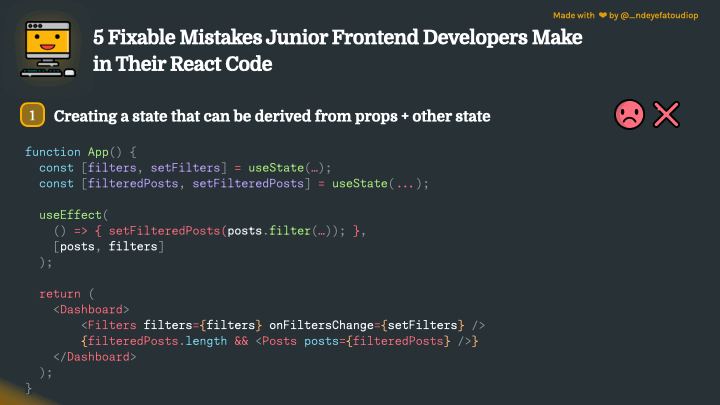 Made with ❤ by @_ndeyefatoudiop
5 Fixable Mistakes Junior Frontend Developers Make
in Their React Code
1 Creating a state that can be derived from props + other state
function App() {
  const [filters, setFilters] = useState(…);
  const [filteredPosts, setFilteredPosts] = useState(...);

  useEffect(
    () => { setFilteredPosts(posts.filter(…)); },
    [posts, filters]
  );

  return (
    <Dashboard>
        <Filters filters={filters} onFiltersChange={setFilters} />
        {filteredPosts.length && <Posts posts={filteredPosts} />}
    </Dashboard>
  );
}